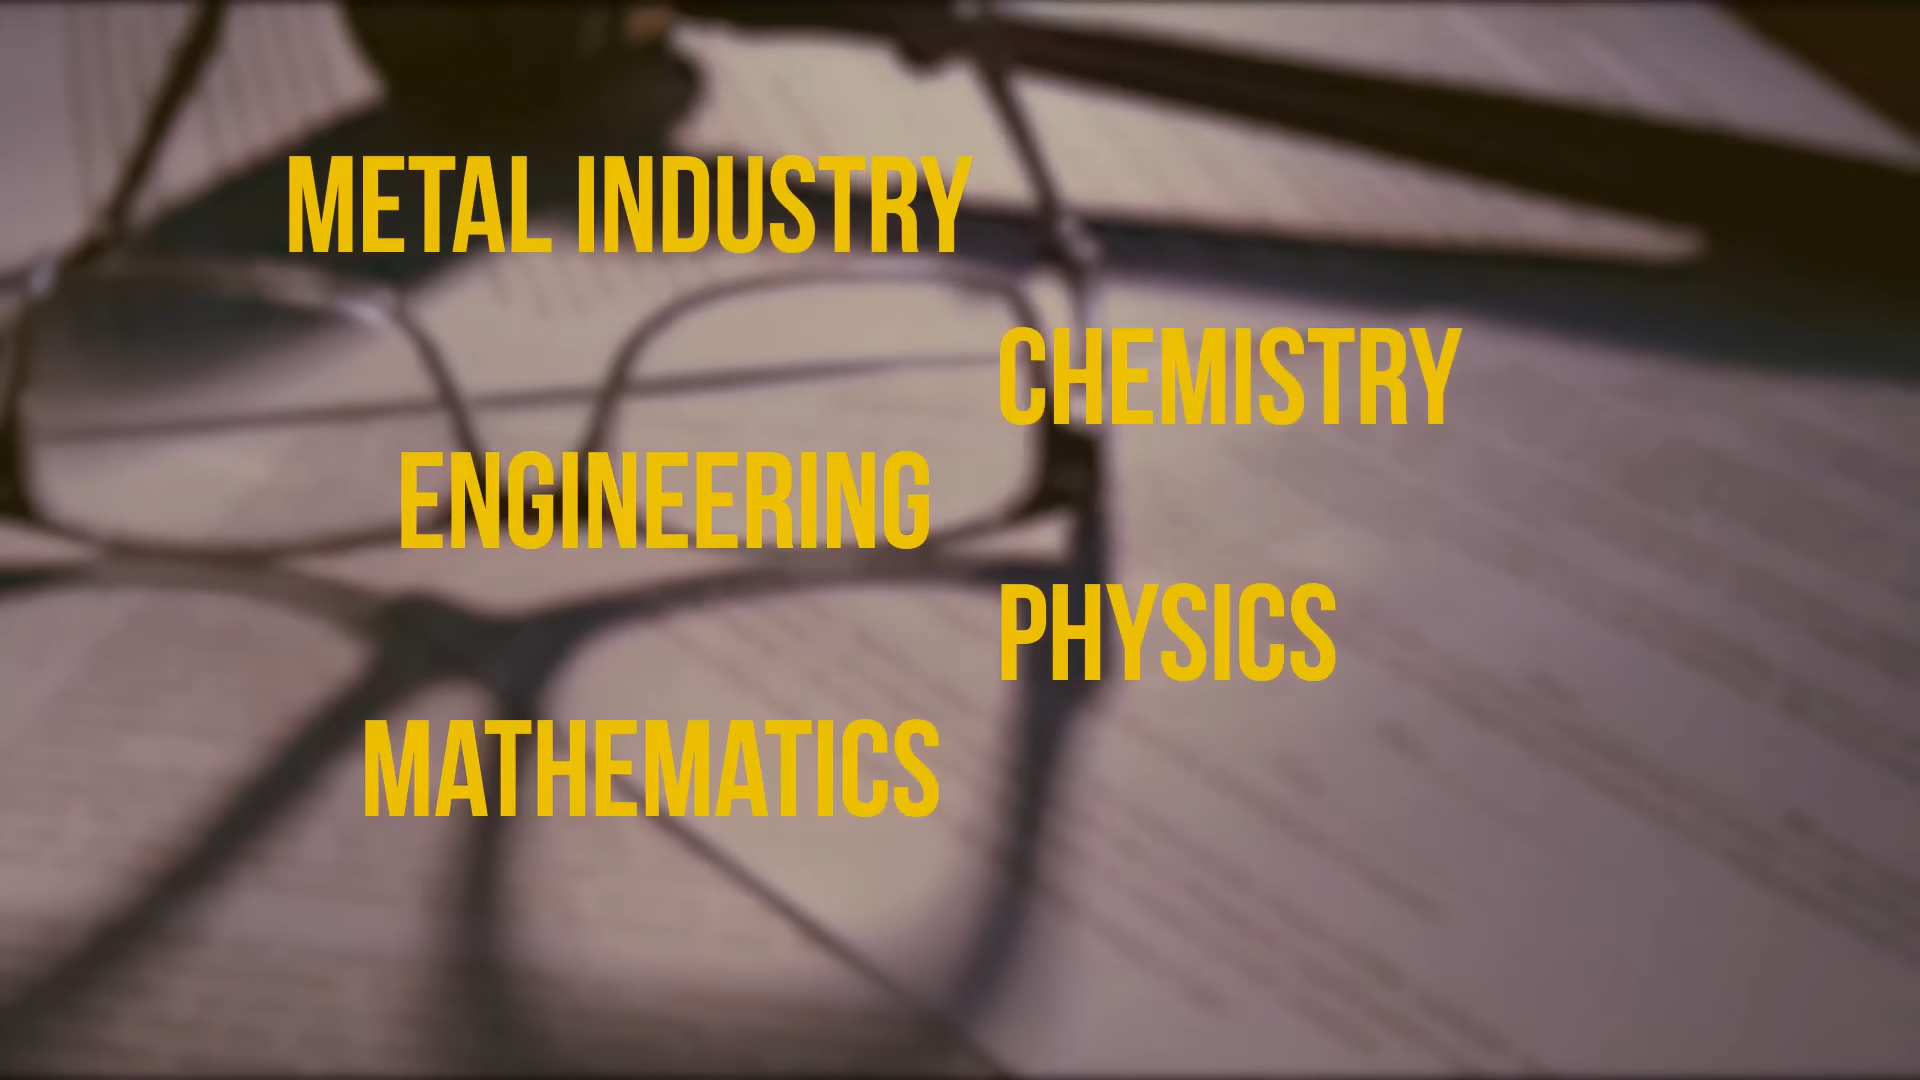 METAL INDUSTRY
CHEMISTRY
ENGINEERING
PHYSICS
MATHEMATICS